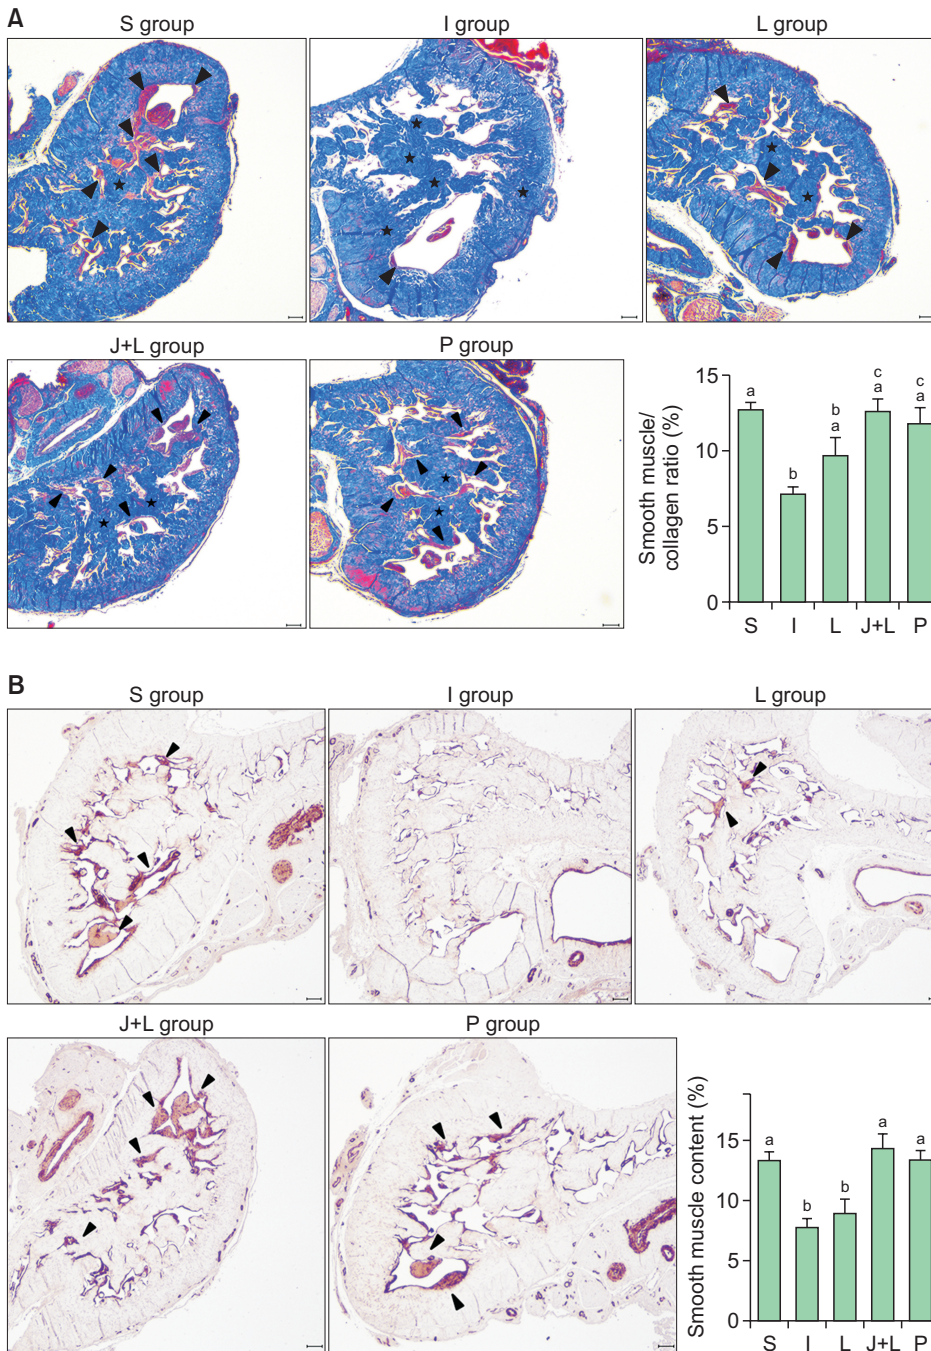 A
S group
I group
L group
J+L group
P group
Smooth muscle/
collagen ratio (%)
15
10
5
0
a
b
b
a
c
a
c
a
S I L J+L P
B
S group
I group
L group
J+L group
P group
Smooth muscle content (%)
15
10
5
0
a
b
b
a
a
S I L J+L P